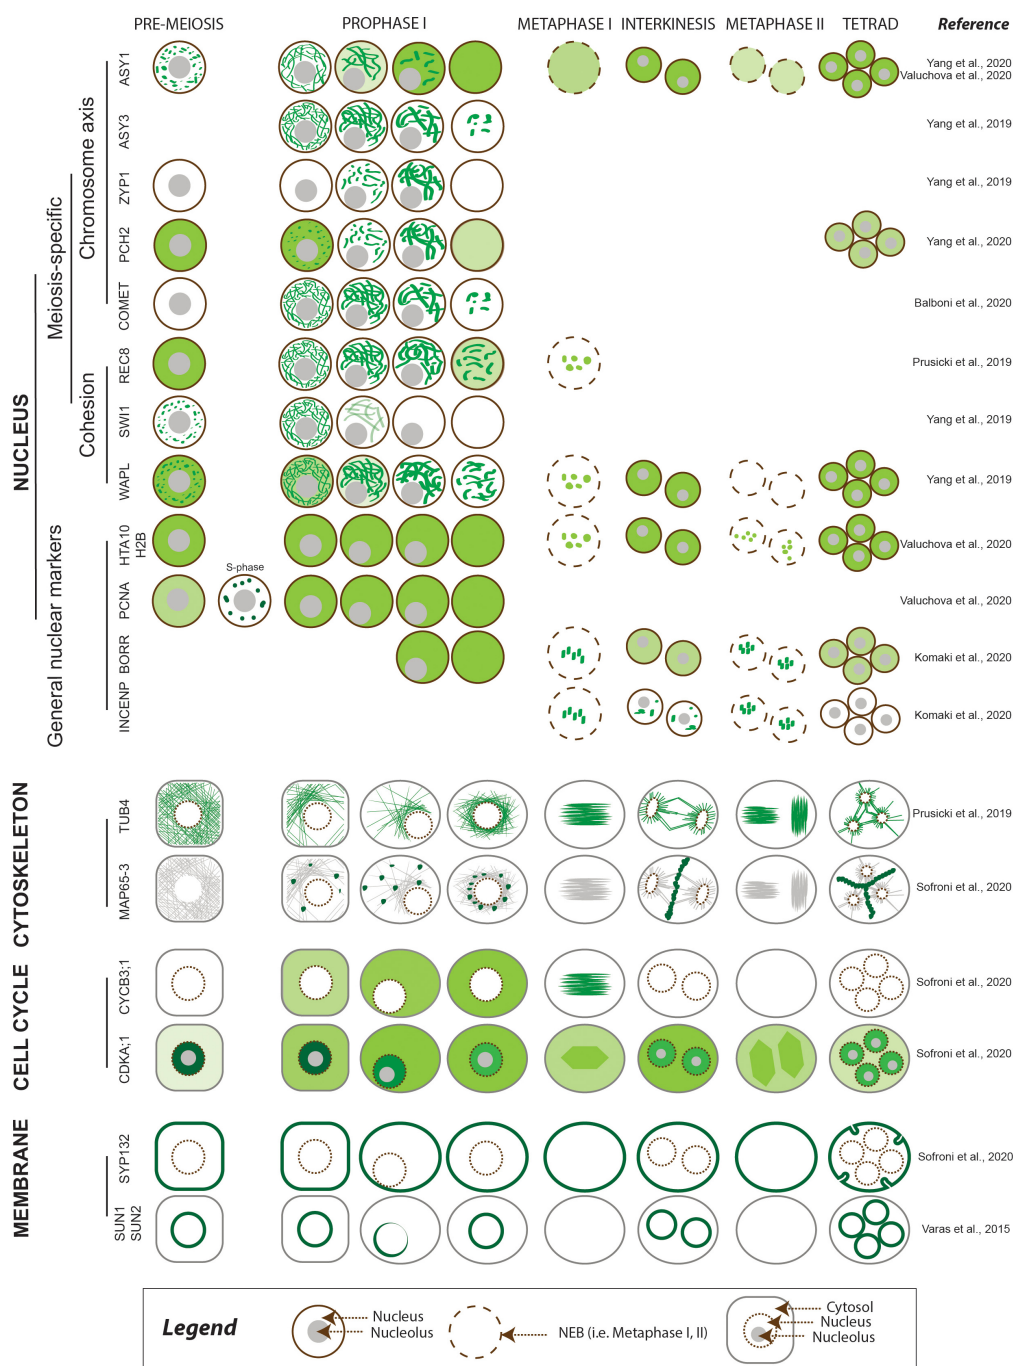 PRE-MEIOSIS PROPHASE I METAPHASE I INTERKINESIS METAPHASE II TETRAD Reference
NUCLEUS
Meiosis-specific
Chromosome axis
Cohesion
General nuclear markers
ASY1 Yang et al., 2020
Valuchova et al., 2020
ASY3 Yang et al., 2019
ZYP1 Yang et al., 2019
PCH2 Yang et al., 2020
COMET Balboni et al., 2020
REC8 Prusicki et al., 2019
SWI1 Yang et al., 2019
WAPL Yang et al., 2019
HTA10
H2B Valuchova et al., 2020
S-phase
PCNA Valuchova et al., 2020
BORR Komaki et al., 2020
INCENP Komaki et al., 2020
CYTOSKELETON
TUB4 Prusicki et al., 2019
MAP65-3 Sofroni et al., 2020
CELL CYCLE
CYCB3;1 Sofroni et al., 2020
CDKA;1 Sofroni et al., 2020
MEMBRANE
SYP132 Sofroni et al., 2020
SUN1
SUN2 Varas et al., 2015
Legend
Nucleus
Nucleolus
NEB (i.e. Metaphase I, II)
Cytosol
Nucleus
Nucleolus